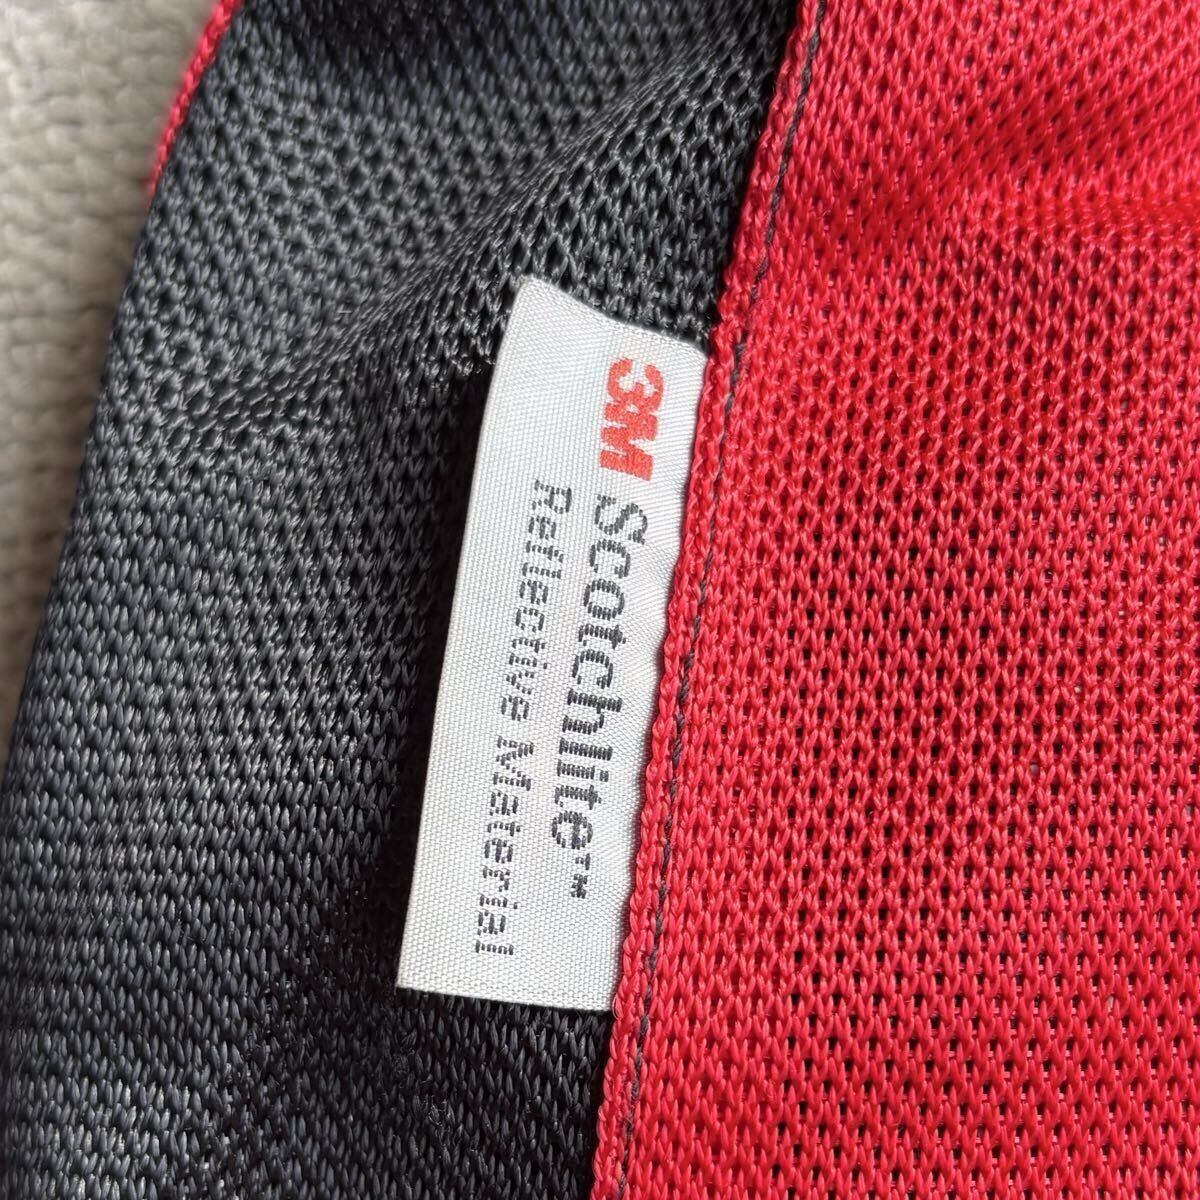 3M Scotchlite™
Reflective Material